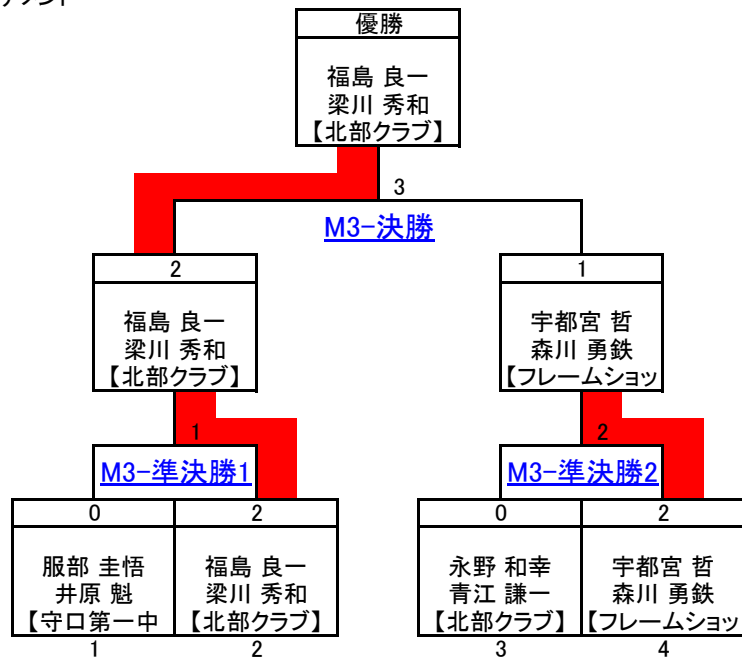 優勝
福島 良一
梁川 秀和
【北部クラブ】
3
M3-決勝
2
1
福島 良一
梁川 秀和
【北部クラブ】
宇都宮 哲
森川 勇鉄
【フレームショッ
1
2
M3-準決勝1
M3-準決勝2
0
2
0
2
服部 圭悟
井原 魁
【守口第一中
福島 良一
梁川 秀和
【北部クラブ】
永野 和幸
青江 謙一
【北部クラブ】
宇都宮 哲
森川 勇鉄
【フレームショッ
1
2
3
4